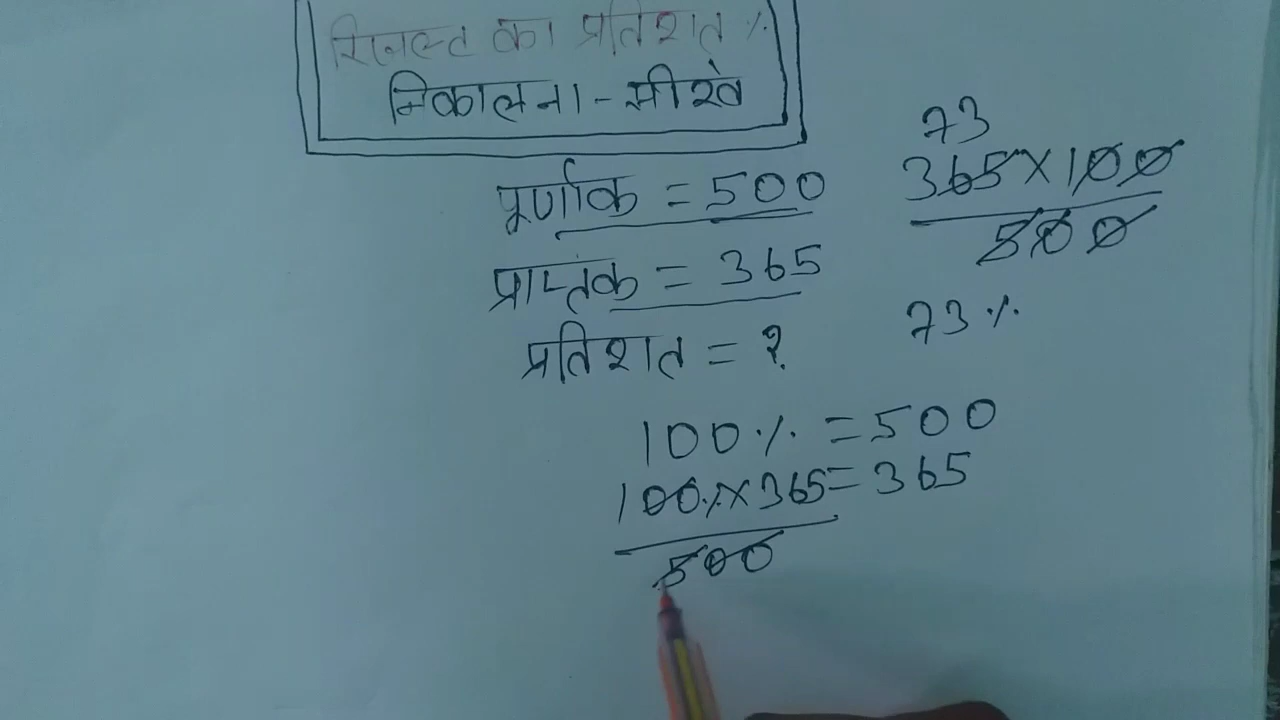 रिजल्ट का प्रतिशत %
निकालना - सीखे
पूर्णाक = 500
प्राप्तंक = 365
प्रतिशत = ?
100% = 500
100% × 365 = 365
500
73
365 × 100
500
73%